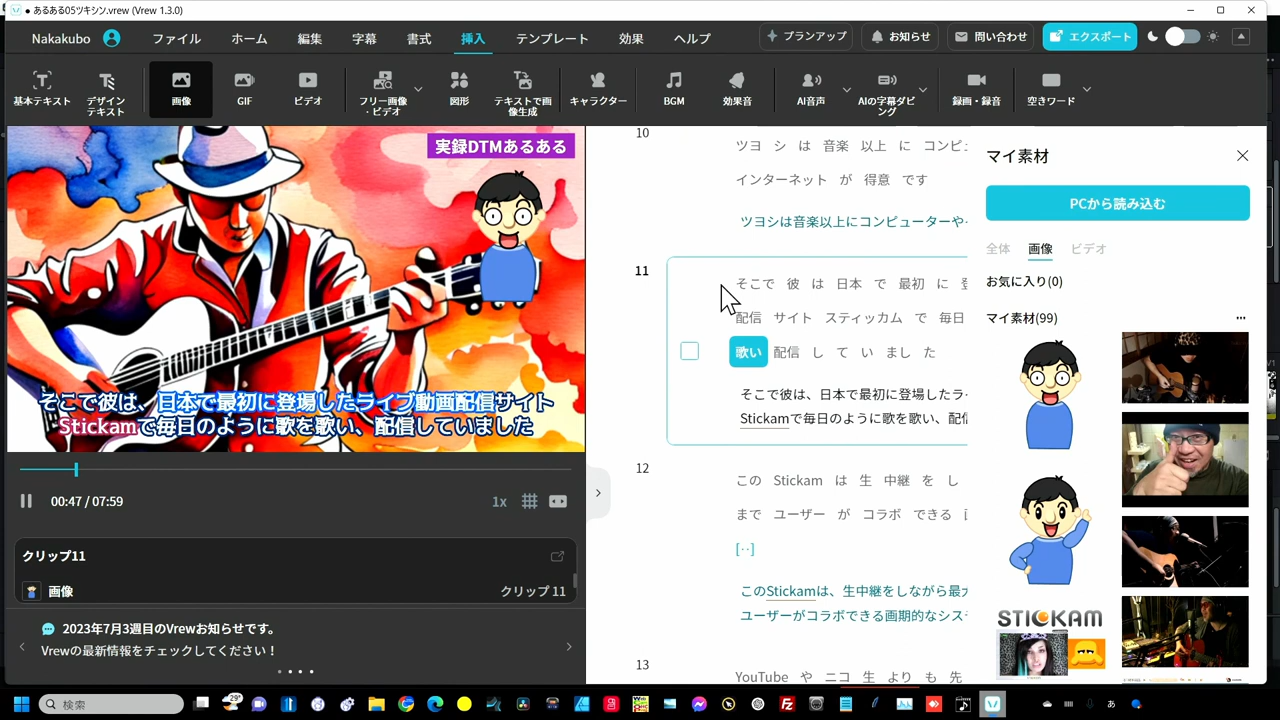 ● あるある05ツキシン.vrew (Vrew 1.3.0)
Nakakubo ファイル ホーム 編集 字幕 書式 挿入 テンプレート 効果 ヘルプ プランアップ お知らせ 問い合わせ エクスポート
基本テキスト デザインテキスト 画像 GIF ビデオ フリー画像・ビデオ 図形 テキストで画像生成 キャラクター BGM 効果音 AI音声 AIの字幕ダビング 録画・録音 空きワード
実録DTMあるある
そこで彼は、日本で最初に登場したライブ動画配信サイト
Stickamで毎日のように歌を歌い、配信していました
00:47 / 07:59
1x
クリップ11
画像 クリップ 11
2023年7月3週目のVrewお知らせです。
Vrewの最新情報をチェックしてください！
10
ツヨ シ は 音楽 以上 に コンピ
インターネット が 得意 です
ツヨシは音楽以上にコンピューターや
11
そこで 彼 は 日本 で 最初 に
配信 サイト スティッカム で 毎日
歌い 配信 し て い まし た
そこで彼は、日本で最初に登場したラ
Stickamで毎日のように歌を歌い、配信
12
この Stickam は 生 中継 を し
まで ユーザー が コラボ できる
[··]
このStickamは、生中継をしながら最大
ユーザーがコラボできる画期的なシス
13
YouTube や ニコ 生 より も 先
マイ素材
PCから読み込む
全体 画像 ビデオ
お気に入り(0)
マイ素材(99)
STICKAM
検索
29°
あ